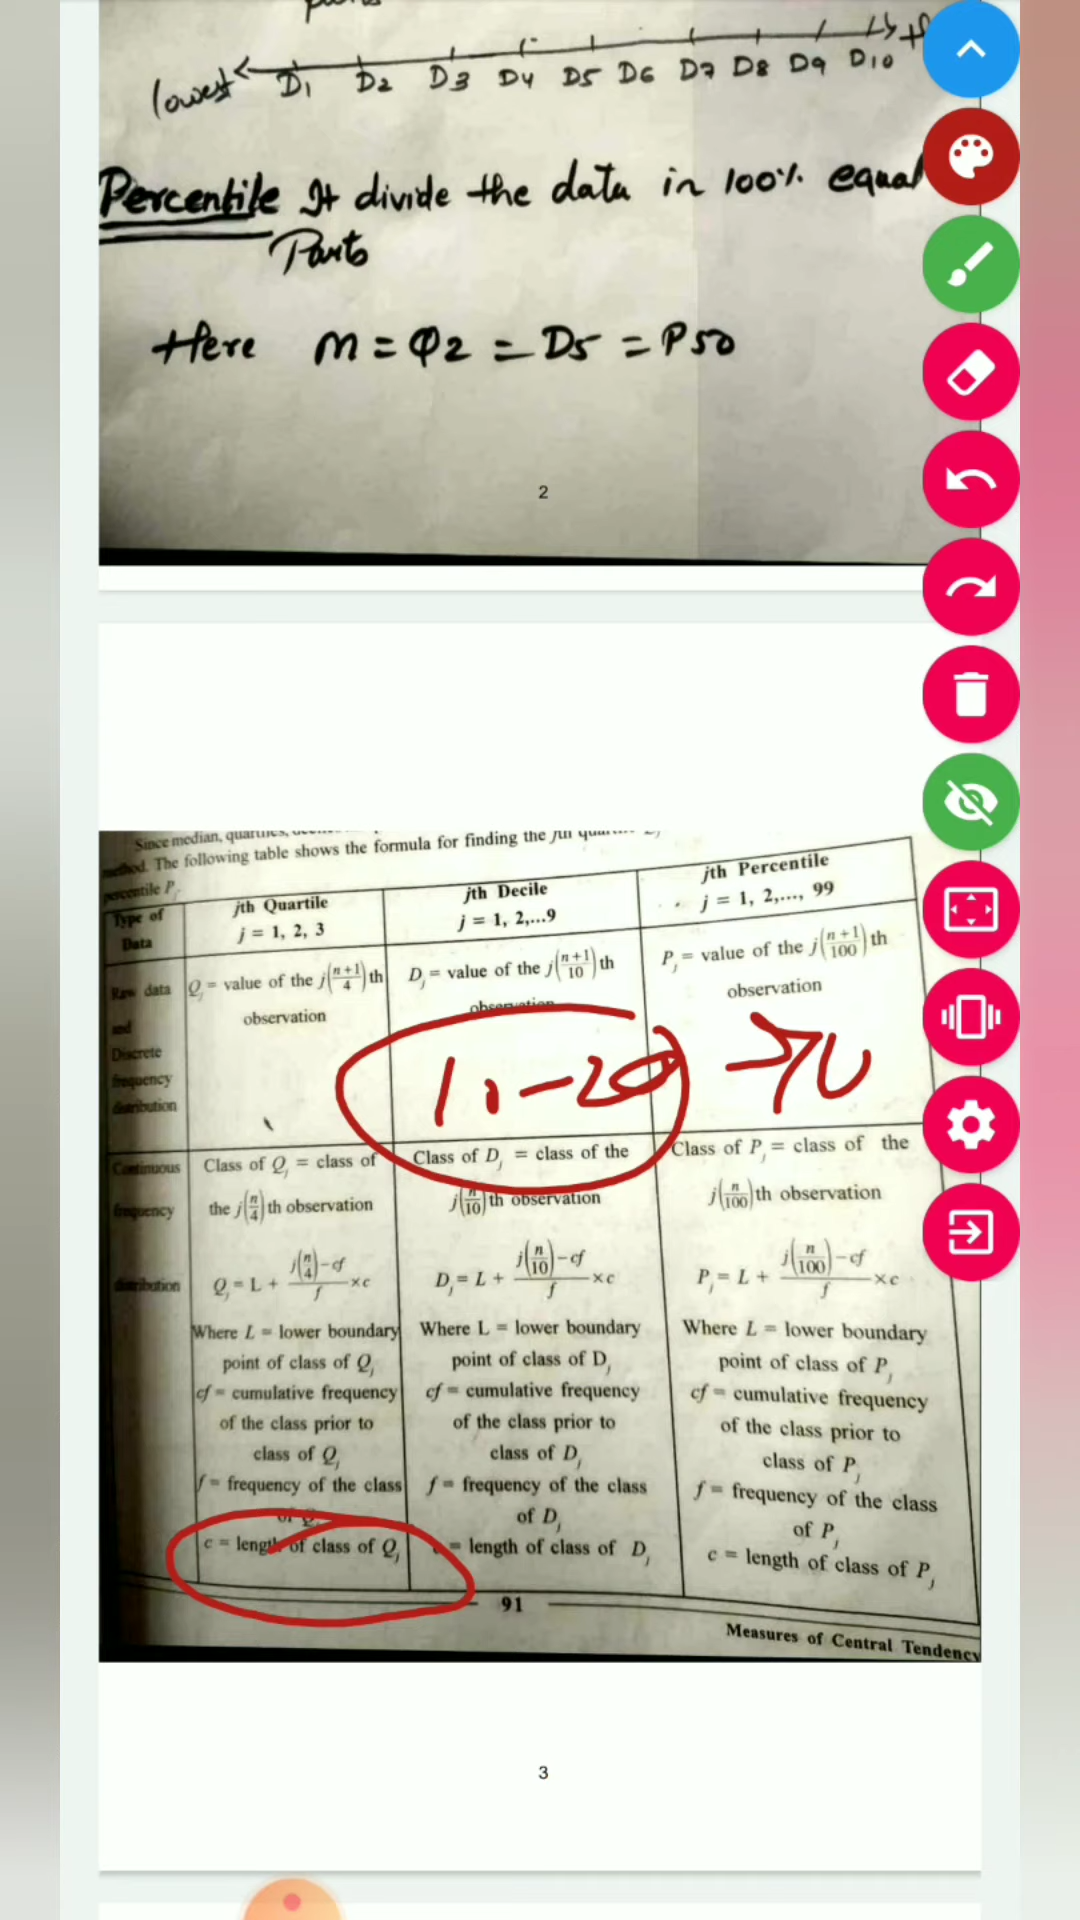 lowest D1 D2 D3 D4 D5 D6 D7 D8 D9 D10
Percentile It divide the data in 100% equal
Parts
Here m = Q2 = D5 = P50
2
Since median, quartiles,
method. The following table shows the formula for finding the jth
percentile Pj
Type of Data
jth Quartile
j = 1, 2, 3
jth Decile
j = 1, 2,...9
jth Percentile
j = 1, 2,..., 99
Raw data
and
Discrete
frequency
distribution
Qj = value of the j((n+1)/4) th
observation
Dj = value of the j((n+1)/10) th
observation
Pj = value of the j((n+1)/100) th
observation
10-20
Continuous
frequency
distribution
Class of Qj = class of
the j(n/4) th observation
Qj = L + (j(n/4) - cf)/f × c
Where L = lower boundary
point of class of Qj
cf = cumulative frequency
of the class prior to
class of Qj
f = frequency of the class
of Qj
c = length of class of Qj
Class of Dj = class of the
j(n/10) th observation
Dj = L + (j(n/10) - cf)/f × c
Where L = lower boundary
point of class of Dj
cf = cumulative frequency
of the class prior to
class of Dj
f = frequency of the class
of Dj
= length of class of Dj
Class of Pj = class of the
j(n/100) th observation
Pj = L + (j(n/100) - cf)/f × c
Where L = lower boundary
point of class of Pj
cf = cumulative frequency
of the class prior to
class of Pj
f = frequency of the class
of Pj
c = length of class of Pj
91
Measures of Central Tendency
3